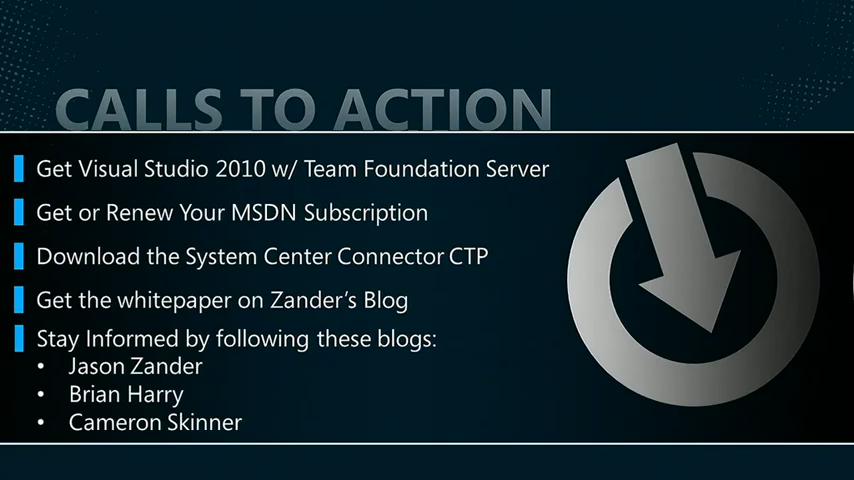 CALLS TO ACTION
Get Visual Studio 2010 w/ Team Foundation Server
Get or Renew Your MSDN Subscription
Download the System Center Connector CTP
Get the whitepaper on Zander's Blog
Stay Informed by following these blogs:
• Jason Zander
• Brian Harry
• Cameron Skinner